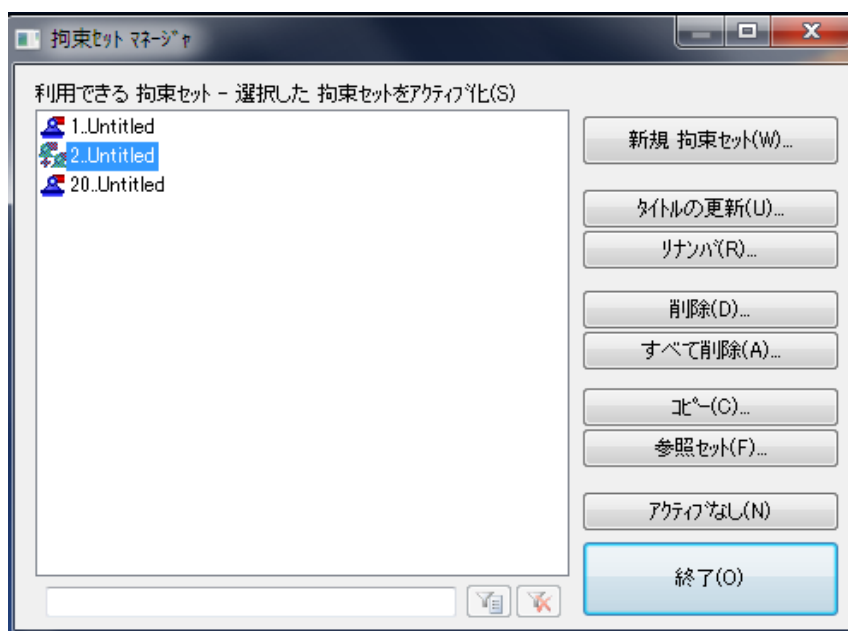 拘束ｾｯﾄ ﾏﾈｰｼﾞｬ
利用できる 拘束ｾｯﾄ - 選択した 拘束ｾｯﾄをｱｸﾃｨﾌﾞ化(S)
1..Untitled
2..Untitled
20..Untitled
新規 拘束ｾｯﾄ(W)...
ﾀｲﾄﾙの更新(U)...
ﾘﾅﾝﾊﾞ(R)...
削除(D)...
すべて削除(A)...
ｺﾋﾟｰ(C)...
参照ｾｯﾄ(F)...
ｱｸﾃｨﾌﾞなし(N)
終了(O)